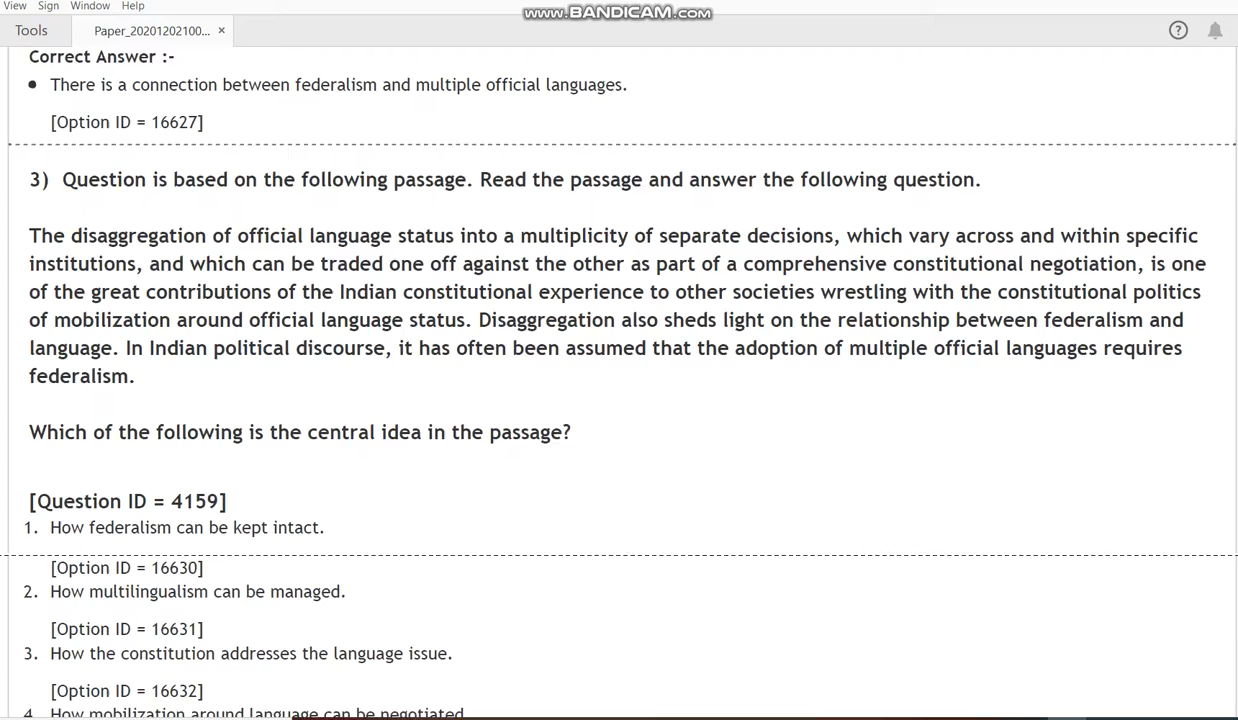 View Sign Window Help
www.BANDICAM.com
Tools Paper_20201202100... × ?
Correct Answer :-
• There is a connection between federalism and multiple official languages.
[Option ID = 16627]
3) Question is based on the following passage. Read the passage and answer the following question.
The disaggregation of official language status into a multiplicity of separate decisions, which vary across and within specific
institutions, and which can be traded one off against the other as part of a comprehensive constitutional negotiation, is one
of the great contributions of the Indian constitutional experience to other societies wrestling with the constitutional politics
of mobilization around official language status. Disaggregation also sheds light on the relationship between federalism and
language. In Indian political discourse, it has often been assumed that the adoption of multiple official languages requires
federalism.
Which of the following is the central idea in the passage?
[Question ID = 4159]
1. How federalism can be kept intact.
[Option ID = 16630]
2. How multilingualism can be managed.
[Option ID = 16631]
3. How the constitution addresses the language issue.
[Option ID = 16632]
4. How mobilization around language can be negotiated